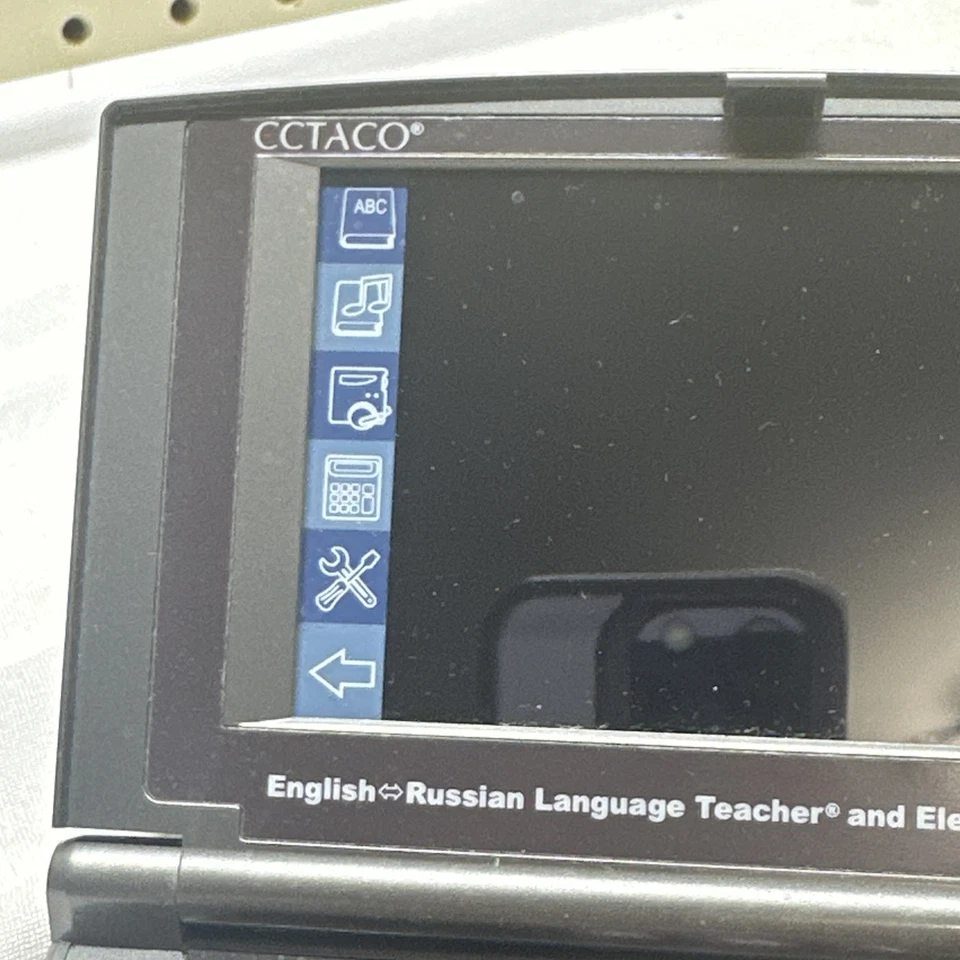 CCTACO®
ABC
English⇔Russian Language Teacher® and Ele